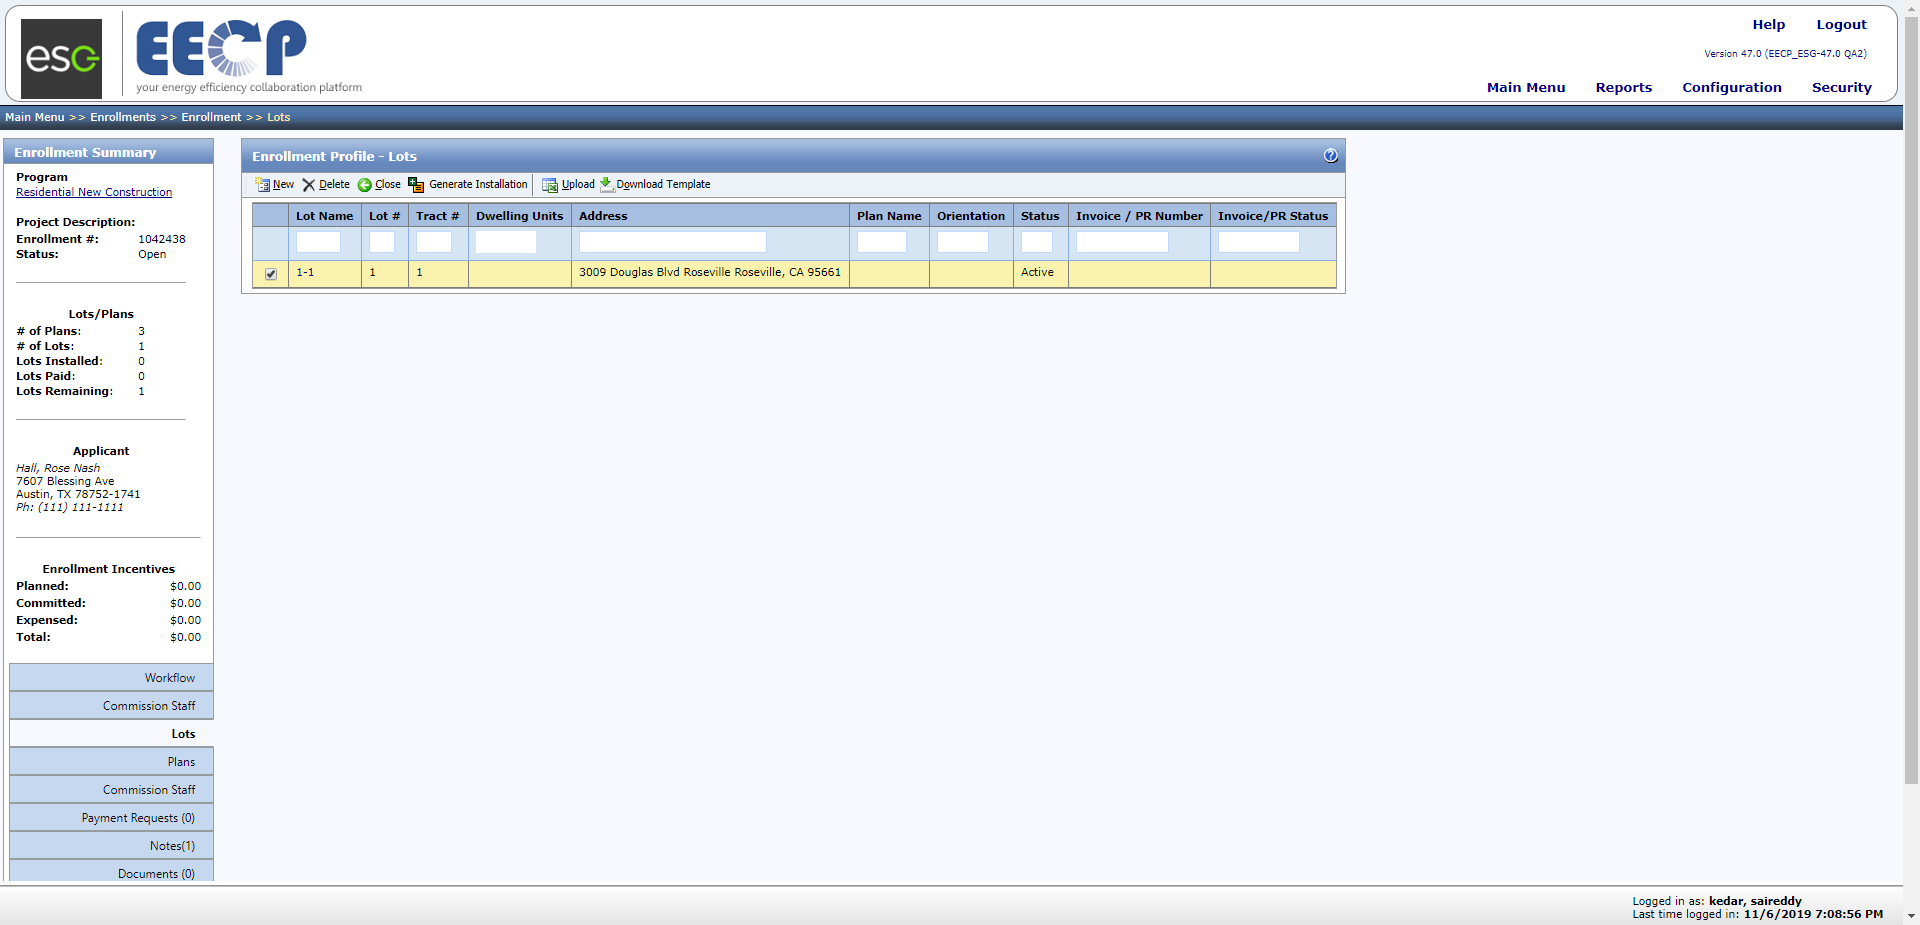 esg
EECP
your energy efficiency collaboration platform
Help Logout
Version 47.0 (EECP_ESG-47.0 QA2)
Main Menu Reports Configuration Security
Main Menu >> Enrollments >> Enrollment >> Lots
Enrollment Summary
Program
Residential New Construction
Project Description:
Enrollment #: 1042438
Status: Open
Lots/Plans
# of Plans: 3
# of Lots: 1
Lots Installed: 0
Lots Paid: 0
Lots Remaining: 1
Applicant
Hall, Rose Nash
7607 Blessing Ave
Austin, TX 78752-1741
Ph: (111) 111-1111
Enrollment Incentives
Planned: $0.00
Committed: $0.00
Expensed: $0.00
Total: $0.00
Workflow
Commission Staff
Lots
Plans
Commission Staff
Payment Requests (0)
Notes(1)
Documents (0)
Enrollment Profile - Lots
New Delete Close Generate Installation Upload Download Template
Lot Name Lot # Tract # Dwelling Units Address Plan Name Orientation Status Invoice / PR Number Invoice/PR Status
1-1 1 1 3009 Douglas Blvd Roseville Roseville, CA 95661 Active
Logged in as: kedar, saireddy
Last time logged in: 11/6/2019 7:08:56 PM